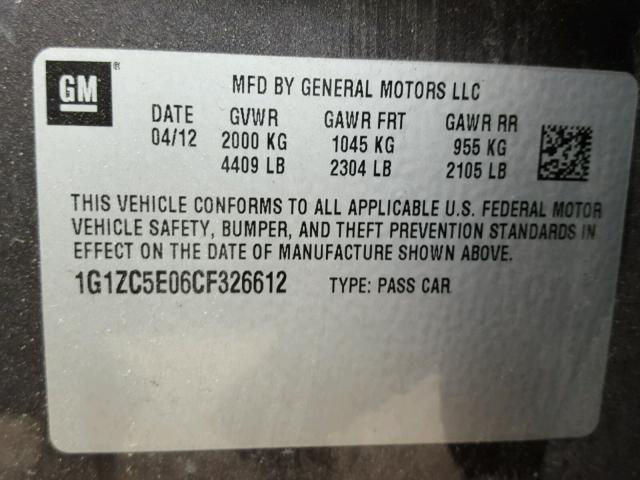 GM®
MFD BY GENERAL MOTORS LLC
DATE GVWR GAWR FRT GAWR RR
04/12 2000 KG 1045 KG 955 KG
4409 LB 2304 LB 2105 LB
THIS VEHICLE CONFORMS TO ALL APPLICABLE U.S. FEDERAL MOTOR
VEHICLE SAFETY, BUMPER, AND THEFT PREVENTION STANDARDS IN
EFFECT ON THE DATE OF MANUFACTURE SHOWN ABOVE.
1G1ZC5E06CF326612 TYPE: PASS CAR